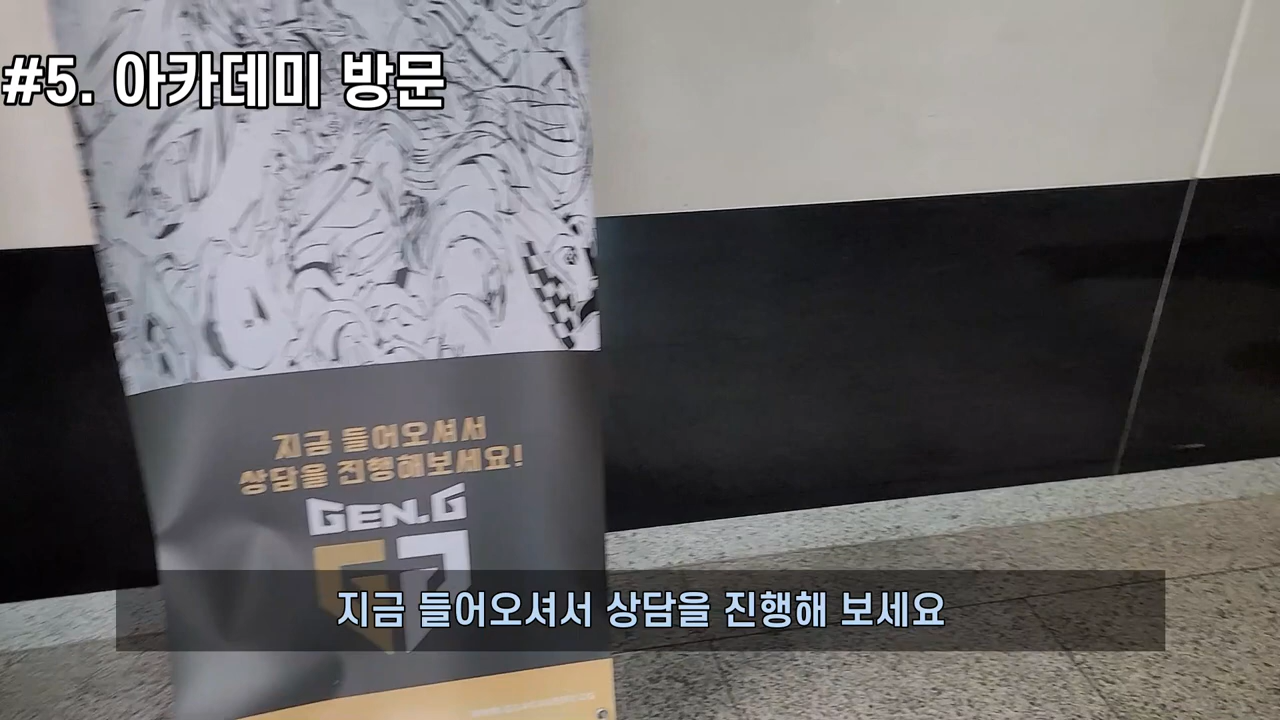 #5. 아카데미 방문
지금 들어오셔서
상담을 진행해보세요!
GEN.G
지금 들어오셔서 상담을 진행해 보세요